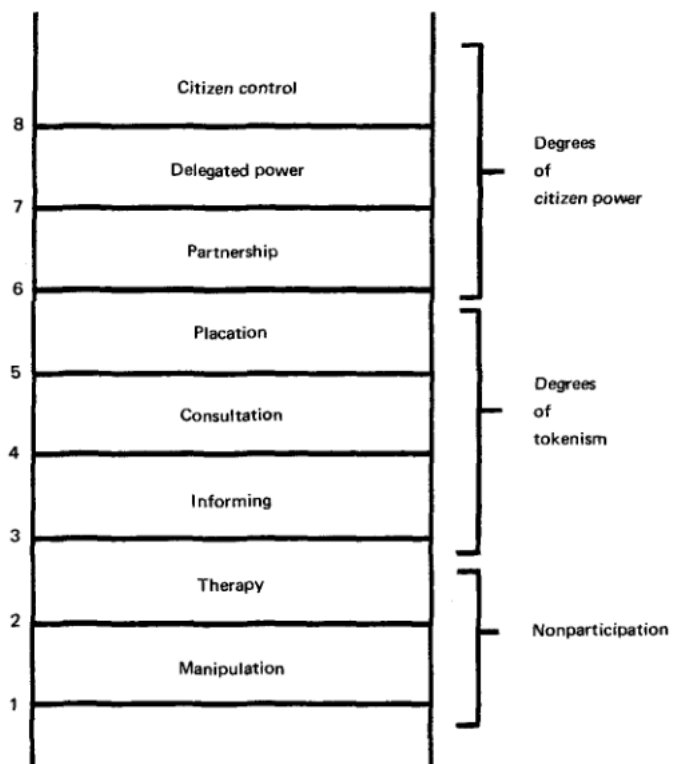 Citizen control
8
Delegated power
7
Partnership
6
Placation
5
Consultation
4
Informing
3
Therapy
2
Manipulation
1
Degrees
of
citizen power
Degrees
of
tokenism
Nonparticipation